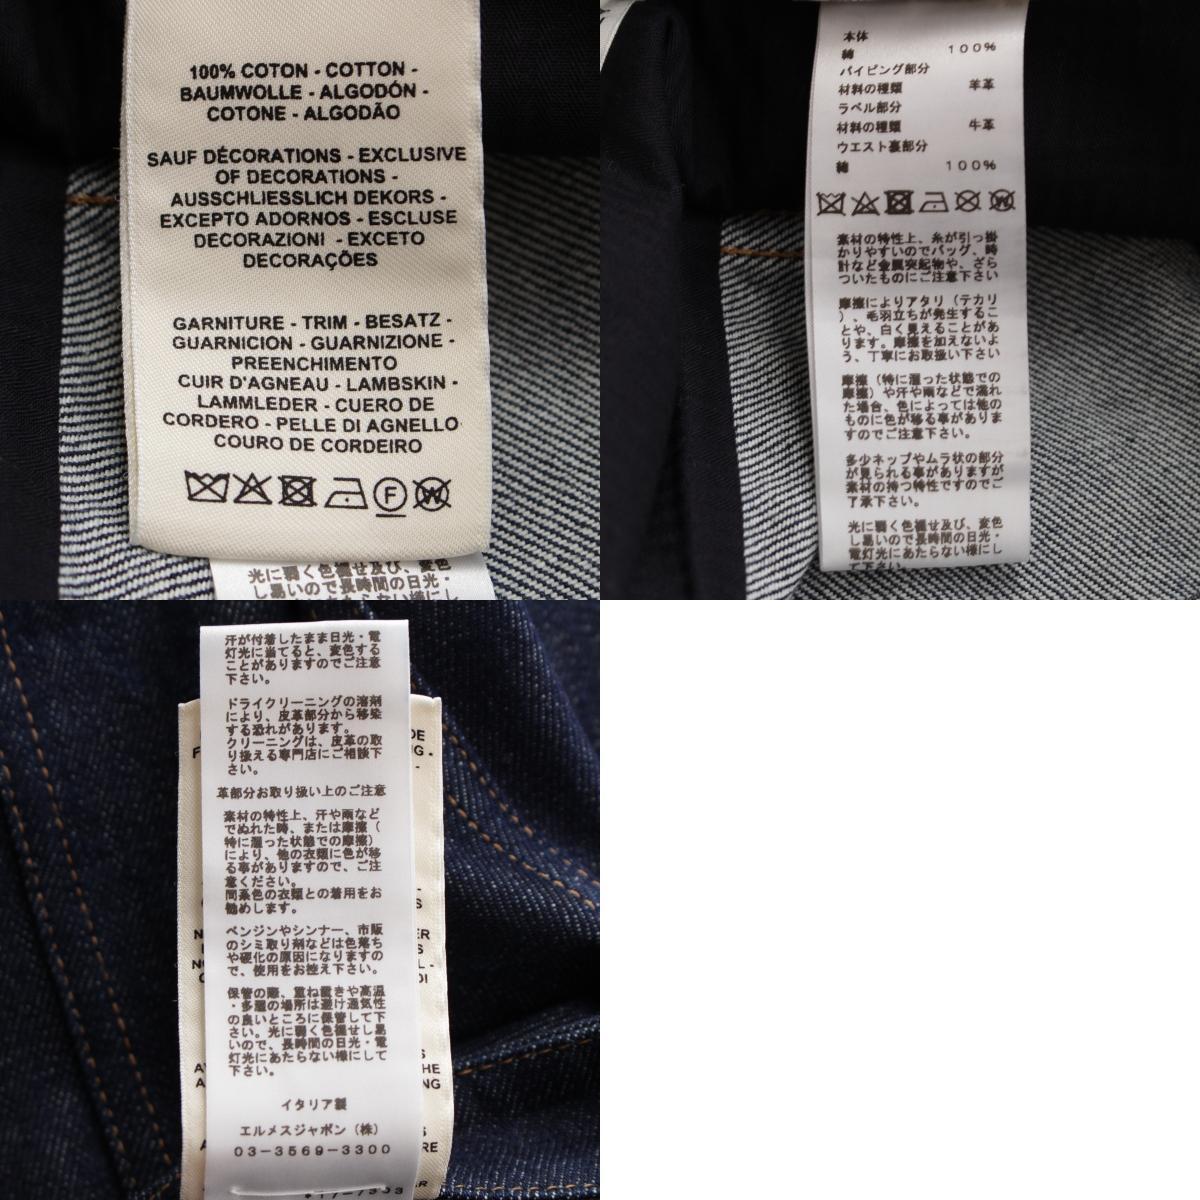 100% COTON - COTTON -
BAUMWOLLE - ALGODÓN -
COTONE - ALGODÃO
SAUF DÉCORATIONS - EXCLUSIVE
OF DECORATIONS -
AUSSCHLIESSLICH DEKORS -
EXCEPTO ADORNOS - ESCLUSE
DECORAZIONI - EXCETO
DECORAÇÕES
GARNITURE - TRIM - BESATZ -
GUARNICION - GUARNIZIONE -
PREENCHIMENTO
CUIR D'AGNEAU - LAMBSKIN -
LAMMLEDER - CUERO DE
CORDERO - PELLE DI AGNELLO
COURO DE CORDEIRO
F
W
光に弱く色褪せ及び、変色
し易いので長時間の日光・
本体
綿 100%
パイピング部分
材料の種類 羊革
ラベル部分
材料の種類 牛革
ウエスト裏部分
綿 100%
W
素材の特性上、糸が引っ掛
かりやすいのでバッグ、時
計など金属突起物や、ざら
ついたものにご注意下さい
摩擦によりアタリ（テカリ
）、毛羽立ちが発生するこ
とや、白く見えることがあ
ります。摩擦を加えないよ
う、丁寧にお取扱い下さい
摩擦（特に湿った状態での
摩擦）や汗や雨などで濡れ
た場合、色によっては他の
ものに色が移る事がありま
すのでご注意下さい。
多少ネップやムラ状の部分
が見られる事がありますが
素材の持つ特性ですのでご
了承下さい。
光に弱く色褪せ及び、変色
し易いので長時間の日光・
電灯光にあたらない様にし
て下さい。
汗が付着したまま日光・電
灯光に当てると、変色する
ことがありますのでご注意
下さい。
ドライクリーニングの溶剤
により、皮革部分から移染
する恐れがあります。
クリーニングは、皮革の取
り扱える専門店にご相談下
さい。
革部分お取り扱い上のご注意
素材の特性上、汗や雨など
でぬれた時、または摩擦（
特に湿った状態での摩擦）
により、他の衣類に色が移
る事がありますので、ご注
意ください。
同系色の衣類との着用をお
勧めします。
ベンジンやシンナー、市販
のシミ取り剤などは色落ち
や硬化の原因になりますの
で、使用をお控え下さい。
保管の際、重ね置きや高温
・多湿の場所は避け通気性
の良いところに保管して下
さい。光に弱く色褪せし易
いので、長時間の日光・電
灯光にあたらない様にして
下さい。
イタリア製
エルメスジャポン（株）
03-3569-3300